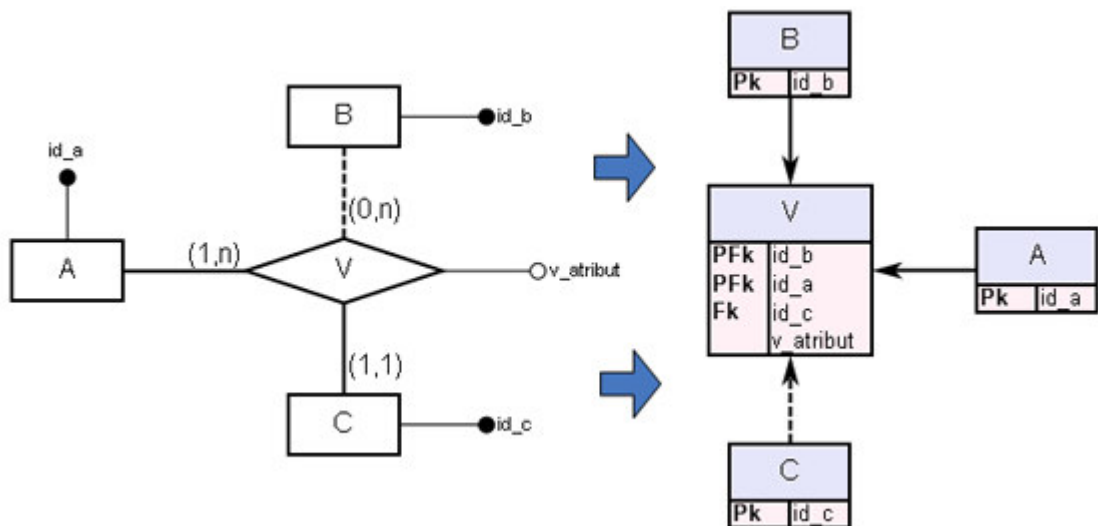 B
id_b
id_a
(0,n)
A
(1,n)
V
v_atribut
(1,1)
C
id_c
B
Pk id_b
V
PFk id_b
PFk id_a
Fk id_c
v_atribut
A
Pk id_a
C
Pk id_c